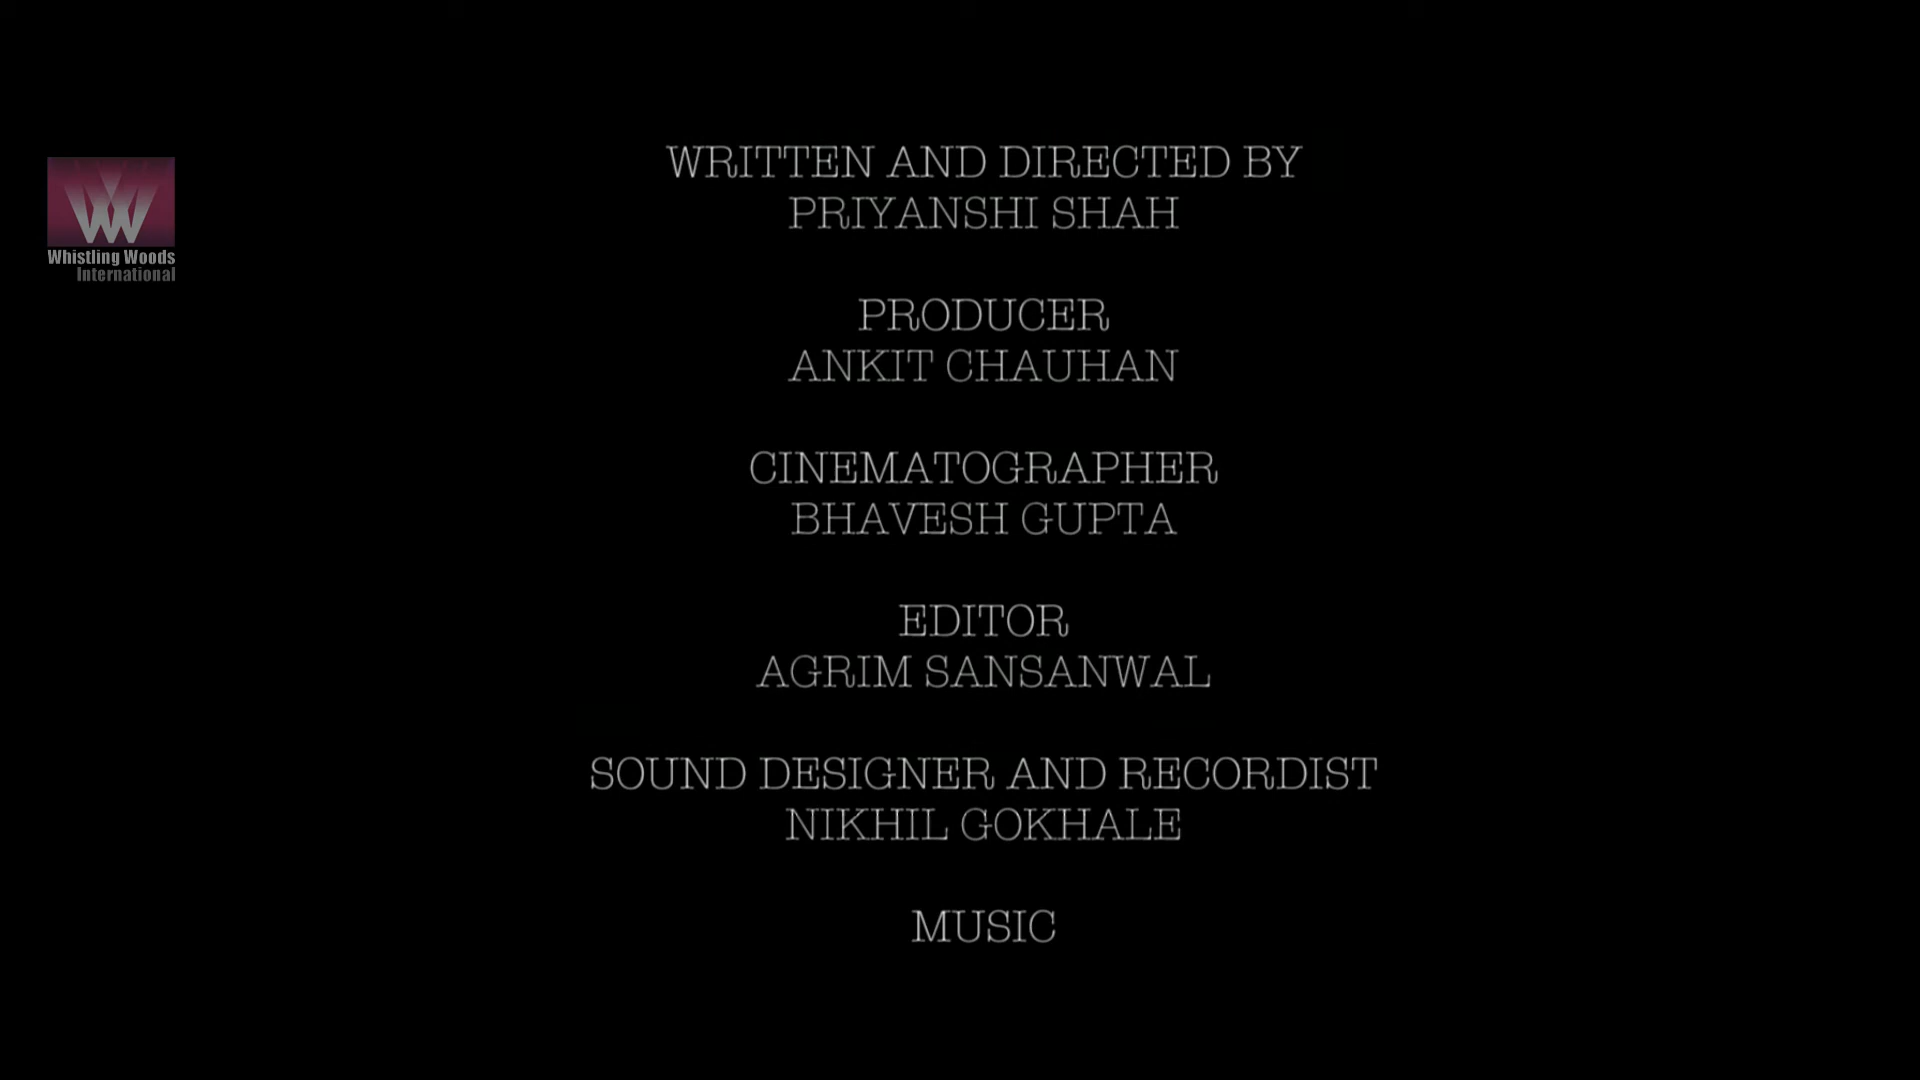 Whistling Woods
International
WRITTEN AND DIRECTED BY
PRIYANSHI SHAH
PRODUCER
ANKIT CHAUHAN
CINEMATOGRAPHER
BHAVESH GUPTA
EDITOR
AGRIM SANSANWAL
SOUND DESIGNER AND RECORDIST
NIKHIL GOKHALE
MUSIC